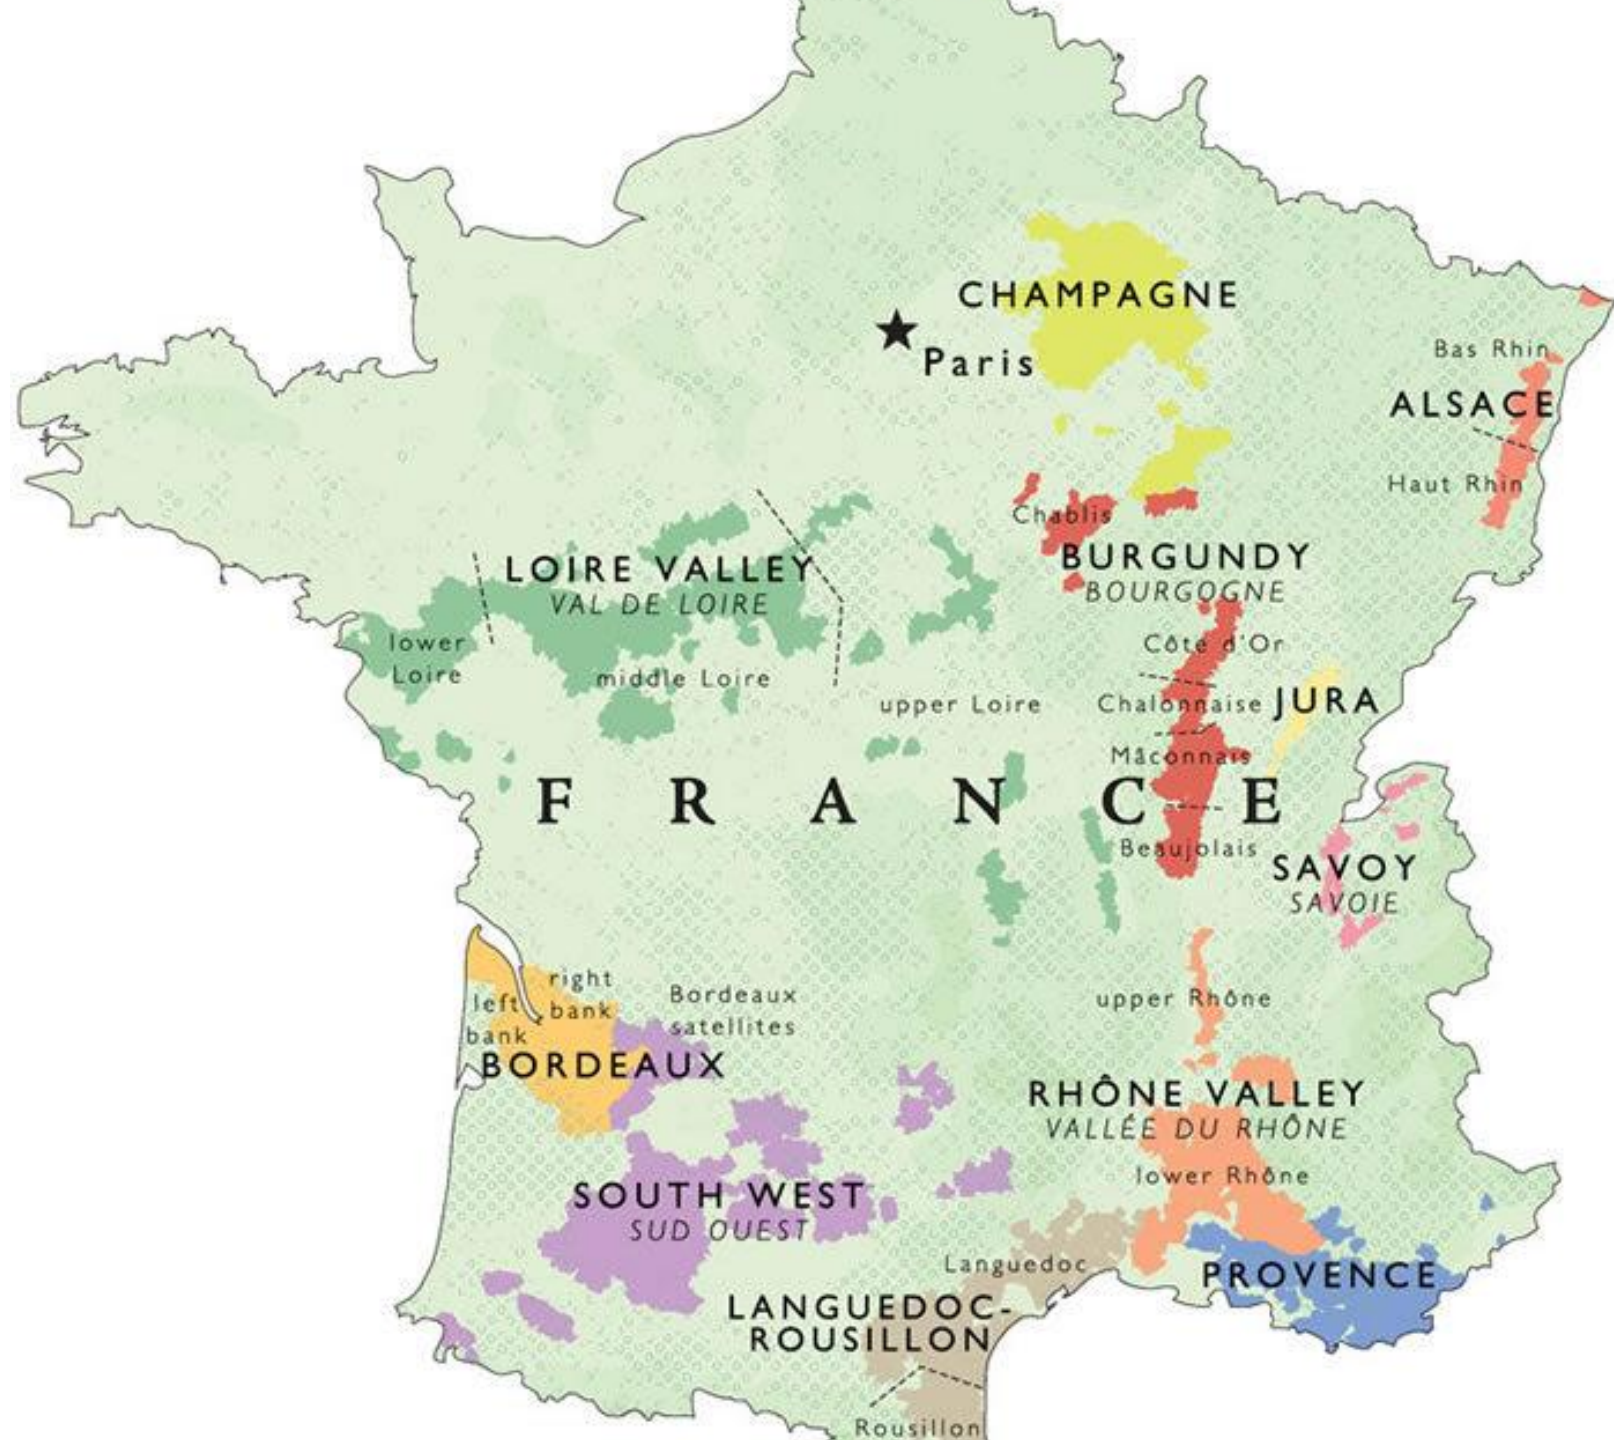 CHAMPAGNE
Paris
Bas Rhin
ALSACE
Haut Rhin
Chablis
BURGUNDY
BOURGOGNE
LOIRE VALLEY
VAL DE LOIRE
lower
Loire
middle Loire
upper Loire
Côte d'Or
Chalonnaise
JURA
Mâconnais
FRANCE
Beaujolais
SAVOY
SAVOIE
right
bank
left
bank
Bordeaux
satellites
BORDEAUX
upper Rhône
RHÔNE VALLEY
VALLÉE DU RHÔNE
lower Rhône
SOUTH WEST
SUD OUEST
Languedoc
PROVENCE
LANGUEDOC-
ROUSILLON
Rousillon